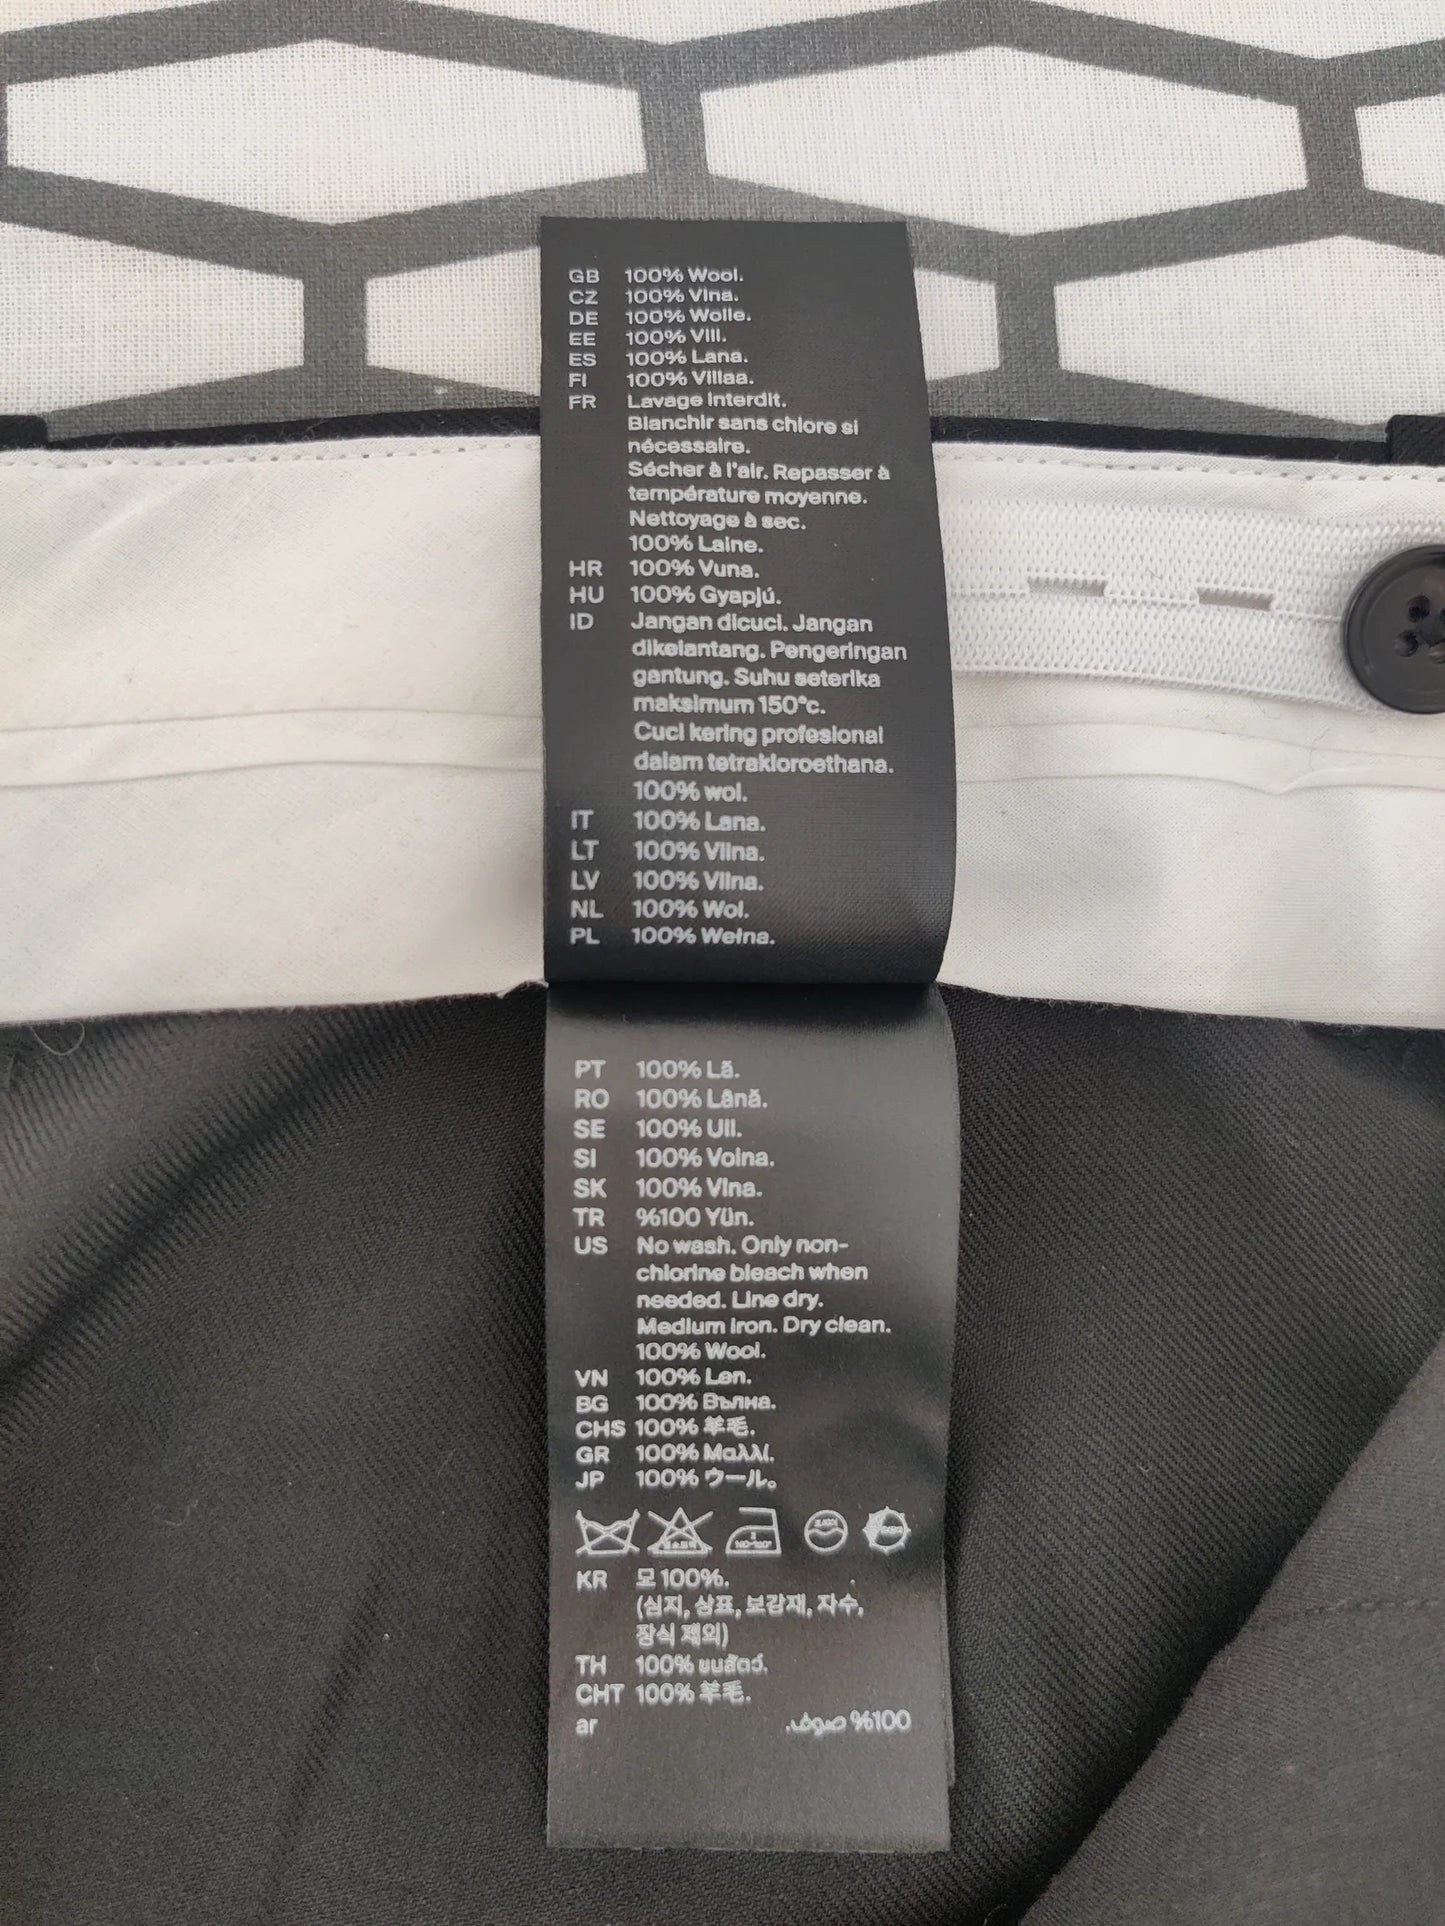 GB 100% Wool.
CZ 100% Vlna.
DE 100% Wolle.
EE 100% Vill.
ES 100% Lana.
FI 100% Villaa.
FR Lavage interdit.
Blanchir sans chlore si
nécessaire.
Sécher à l'air. Repasser à
température moyenne.
Nettoyage à sec.
100% Laine.
HR 100% Vuna.
HU 100% Gyapjú.
ID Jangan dicuci. Jangan
dikelantang. Pengeringan
gantung. Suhu seterika
maksimum 150°c.
Cuci kering profesional
dalam tetrakloroethana.
100% wol.
IT 100% Lana.
LT 100% Vilna.
LV 100% Vilna.
NL 100% Wol.
PL 100% Wełna.
PT 100% Lã.
RO 100% Lână.
SE 100% Ull.
SI 100% Volna.
SK 100% Vlna.
TR %100 Yün.
US No wash. Only non-
chlorine bleach when
needed. Line dry.
Medium iron. Dry clean.
100% Wool.
VN 100% Len.
BG 100% Вълна.
CHS 100% 羊毛.
GR 100% Μαλλί.
JP 100% ウール。
KR 모 100%.
(심지, 상표, 보강재, 자수,
장식 제외)
TH 100% ขนสัตว์.
CHT 100% 羊毛.
ar 100% صوف.